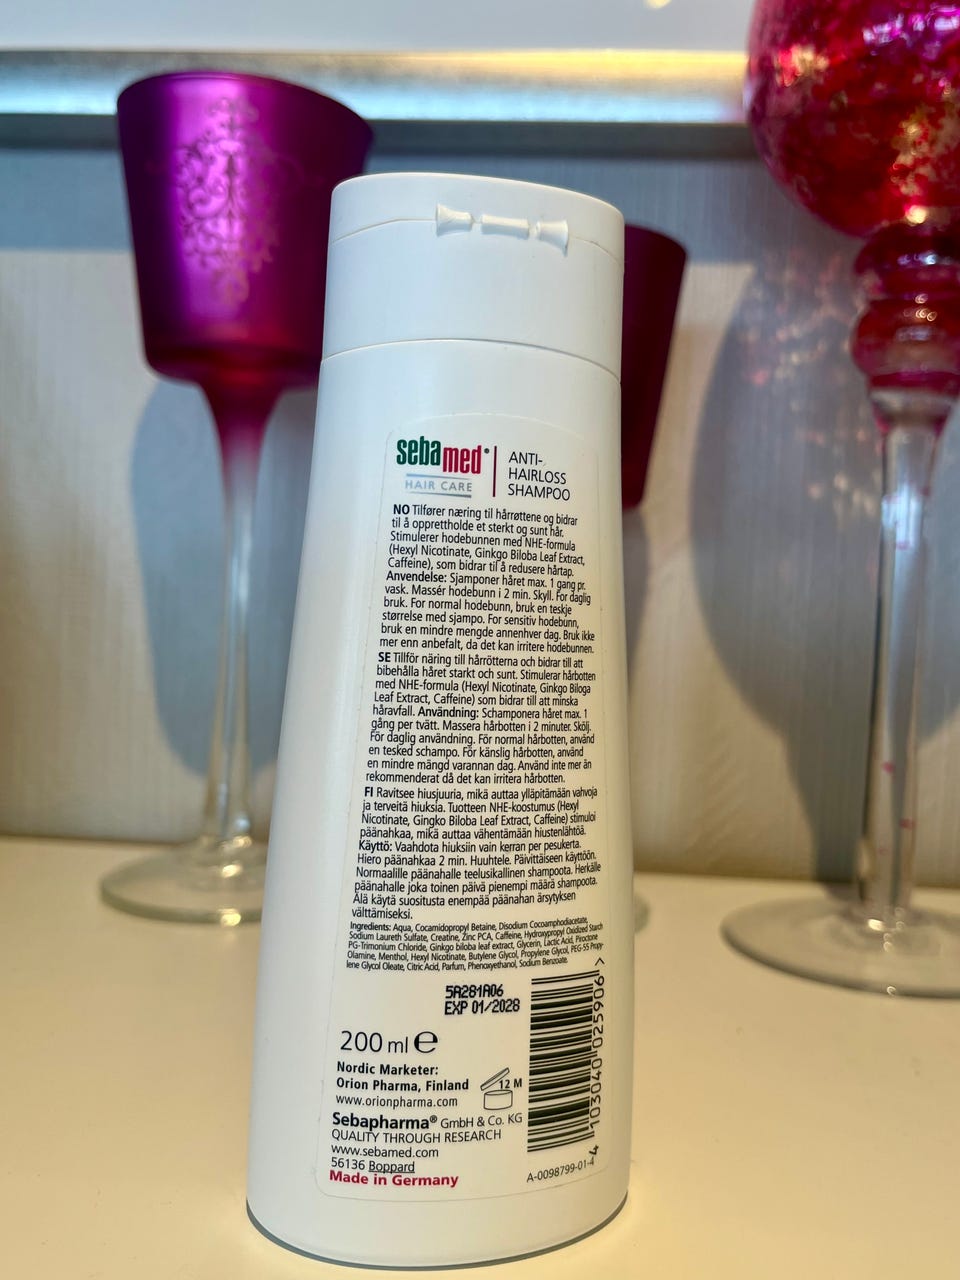 sebamed®
HAIR CARE
ANTI-
HAIRLOSS
SHAMPOO
NO Tilfører næring til hårrøttene og bidrar
til å opprettholde et sterkt og sunt hår.
Stimulerer hodebunnen med NHE-formula
(Hexyl Nicotinate, Ginkgo Biloba Leaf Extract,
Caffeine), som bidrar til å redusere hårtap.
Anvendelse: Sjamponer håret max. 1 gang pr.
vask. Massér hodebunn i 2 min. Skyll. For daglig
bruk. For normal hodebunn, bruk en teskje
størrelse med sjampo. For sensitiv hodebunn,
bruk en mindre mengde annenhver dag. Bruk ikke
mer enn anbefalt, da det kan irritere hodebunnen.
SE Tillför näring till hårrötterna och bidrar till att
bibehålla håret starkt och sunt. Stimulerar hårbotten
med NHE-formula (Hexyl Nicotinate, Ginkgo Biloga
Leaf Extract, Caffeine) som bidrar till att minska
håravfall. Användning: Schamponera håret max. 1
gång per tvätt. Massera hårbotten i 2 minuter. Skölj.
För daglig användning. För normal hårbotten, använd
en tesked schampo. För känslig hårbotten, använd
en mindre mängd varannan dag. Använd inte mer än
rekommenderat då det kan irritera hårbotten.
FI Ravitsee hiusjuuria, mikä auttaa ylläpitämään vahvoja
ja terveitä hiuksia. Tuotteen NHE-koostumus (Hexyl
Nicotinate, Gingko Biloba Leaf Extract, Caffeine) stimuloi
päänahkaa, mikä auttaa vähentämään hiustenlähtöä.
Käyttö: Vaahdota hiuksiin vain kerran per pesukerta.
Hiero päänahkaa 2 min. Huuhtele. Päivittäiseen käyttöön.
Normaalille päänahalle teelusikallinen shampoota. Herkälle
päänahalle joka toinen päivä pienempi määrä shampoota.
Älä käytä suositusta enempää päänahan ärsytyksen
välttämiseksi.
Ingredients: Aqua, Cocamidopropyl Betaine, Disodium Cocoamphodiacetate,
Sodium Laureth Sulfate, Creatine, Zinc PCA, Caffeine, Hydroxypropyl Oxidized Starch
PG-Trimonium Chloride, Ginkgo biloba leaf extract, Glycerin, Lactic Acid, Piroctone
Olamine, Menthol, Hexyl Nicotinate, Butylene Glycol, Propylene Glycol, PEG-55 Propy-
lene Glycol Oleate, Citric Acid, Parfum, Phenoxyethanol, Sodium Benzoate.
5A281A06
EXP 01/2028
200 ml ℮
Nordic Marketer:
Orion Pharma, Finland
www.orionpharma.com
12 M
Sebapharma® GmbH & Co. KG
QUALITY THROUGH RESEARCH
www.sebamed.com
56136 Boppard
Made in Germany
4 103040 025906 >
A-0098799-01-4